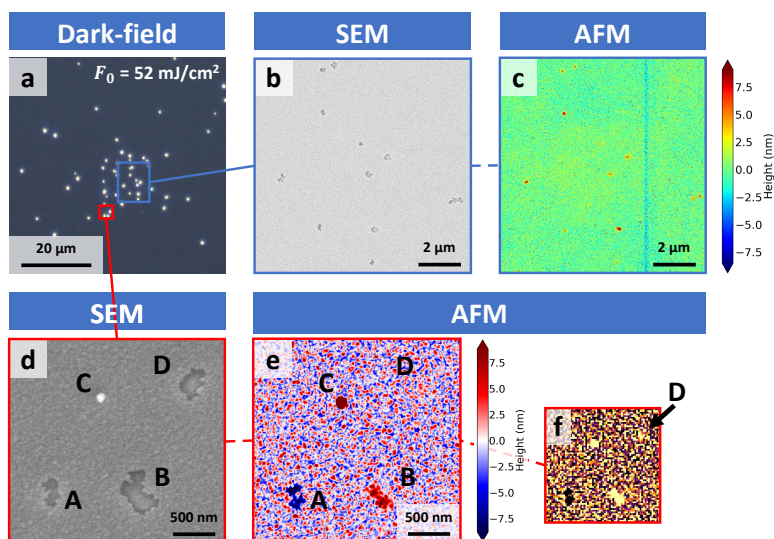 Dark-field
SEM
AFM
a
F₀ = 52 mJ/cm²
20 µm
b
2 µm
c
2 µm
7.5
5.0
2.5
0.0
−2.5
−5.0
−7.5
Height (nm)
SEM
AFM
d
A
B
C
D
500 nm
e
A
B
C
D
500 nm
7.5
5.0
2.5
0.0
−2.5
−5.0
−7.5
Height (nm)
f
D